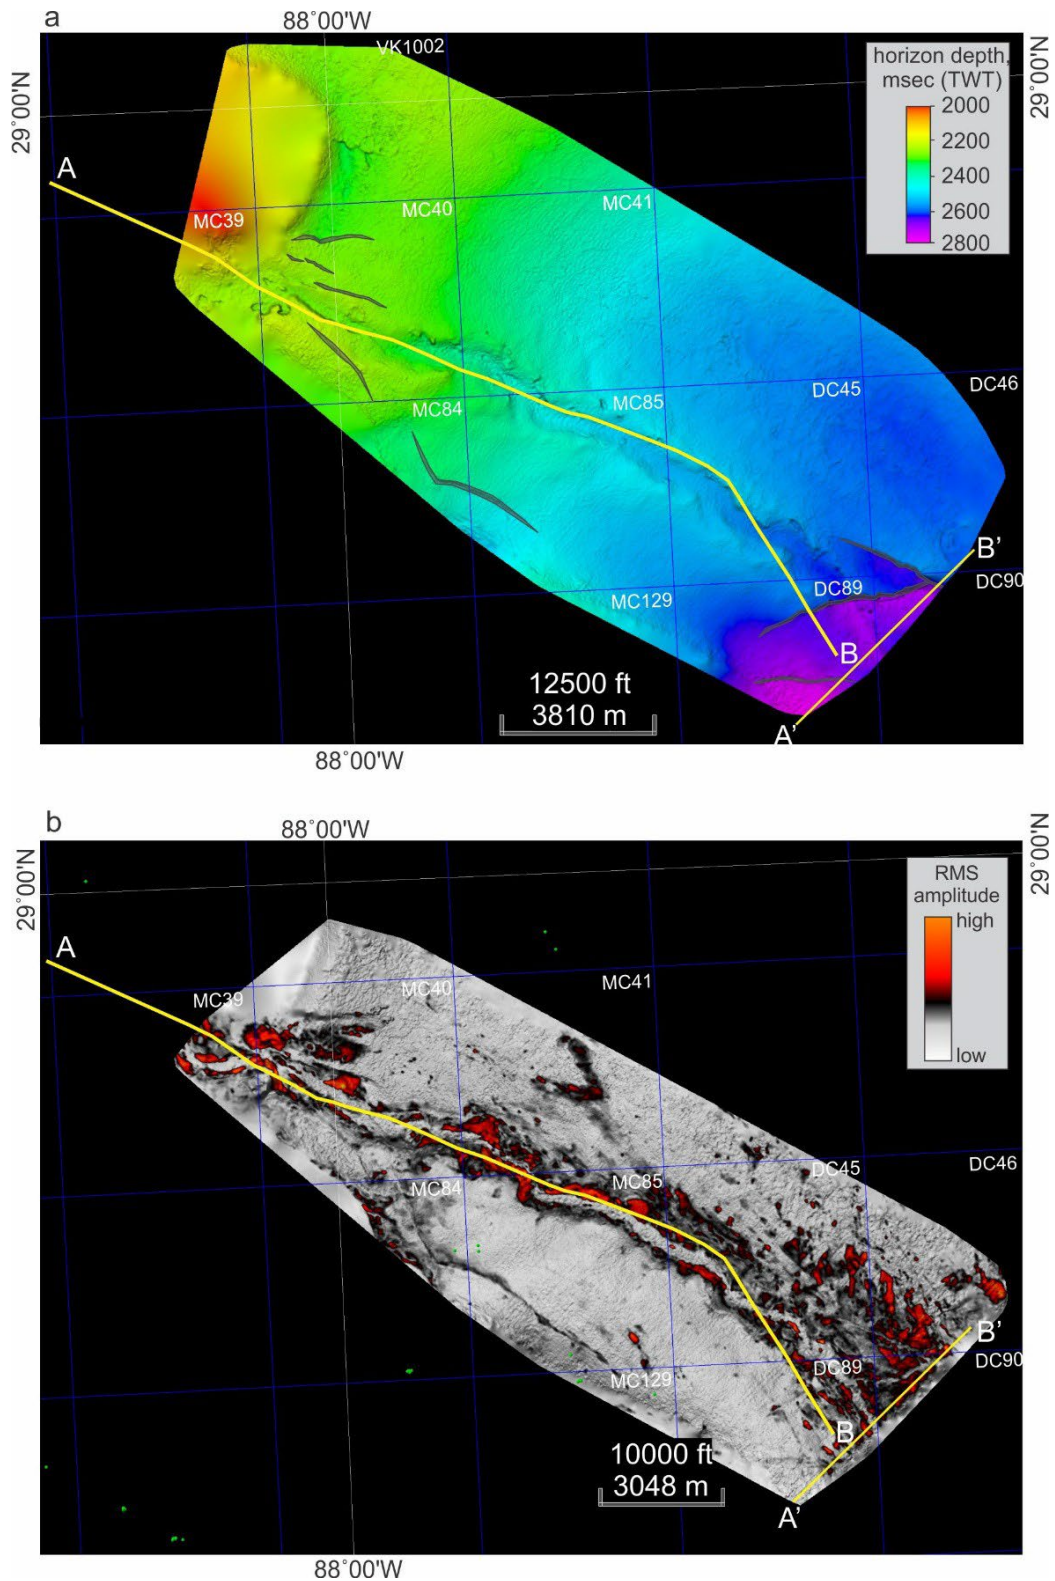 a
88°00'W
29°00'N
29°00'N
VK1002
horizon depth,
msec (TWT)
2000
2200
2400
2600
2800
A
MC39
MC40
MC41
MC84
MC85
DC45
DC46
B'
DC89
DC90
MC129
B
12500 ft
3810 m
A'
88°00'W
b
88°00'W
29°00'N
29°00'N
RMS
amplitude
high
low
A
MC39
MC40
MC41
MC84
MC85
DC45
DC46
B'
DC89
DC90
MC129
B
10000 ft
3048 m
A'
88°00'W